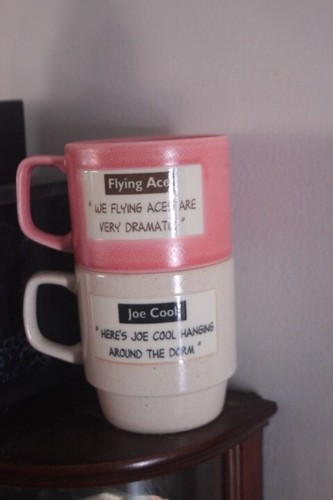 Flying Ace
" WE FLYING ACES ARE
VERY DRAMATIC "
Joe Cool
" HERE'S JOE COOL HANGING
AROUND THE DORM "